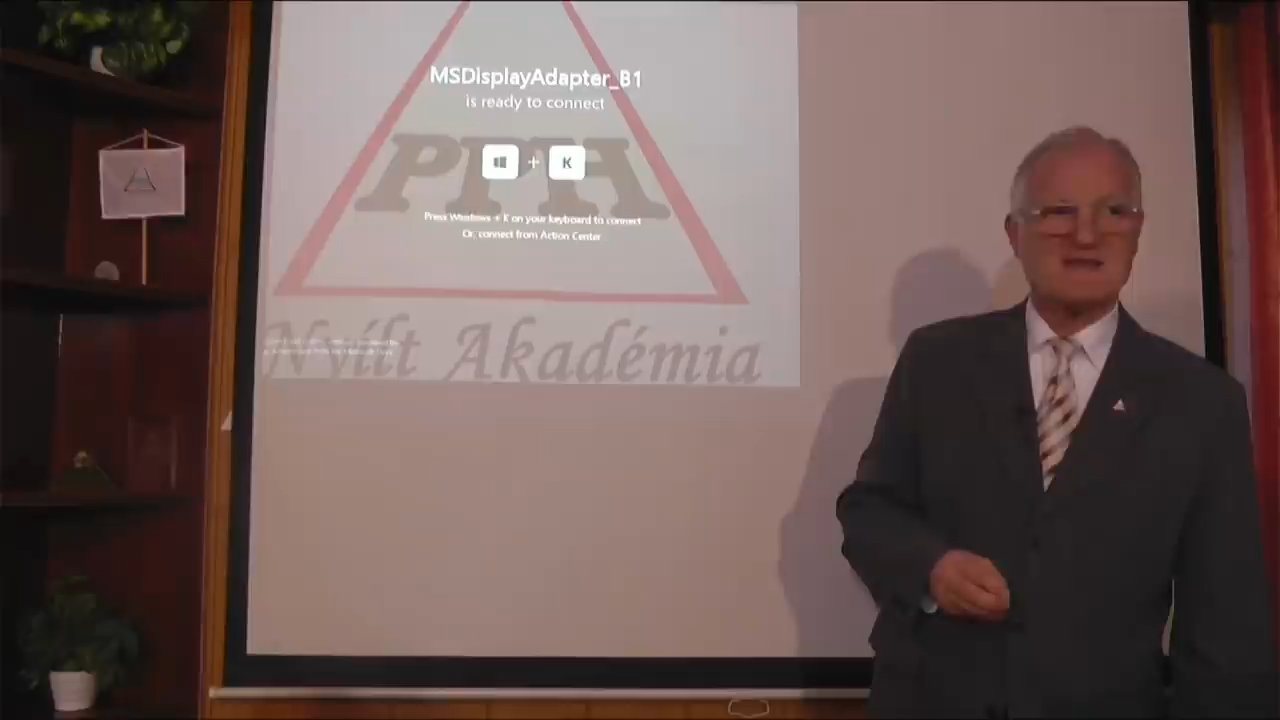 MSDisplayAdapter_B1
is ready to connect
+ K
PTA
Press Windows + K on your keyboard to connect
Or, connect from Action Center
Nyílt Akadémia